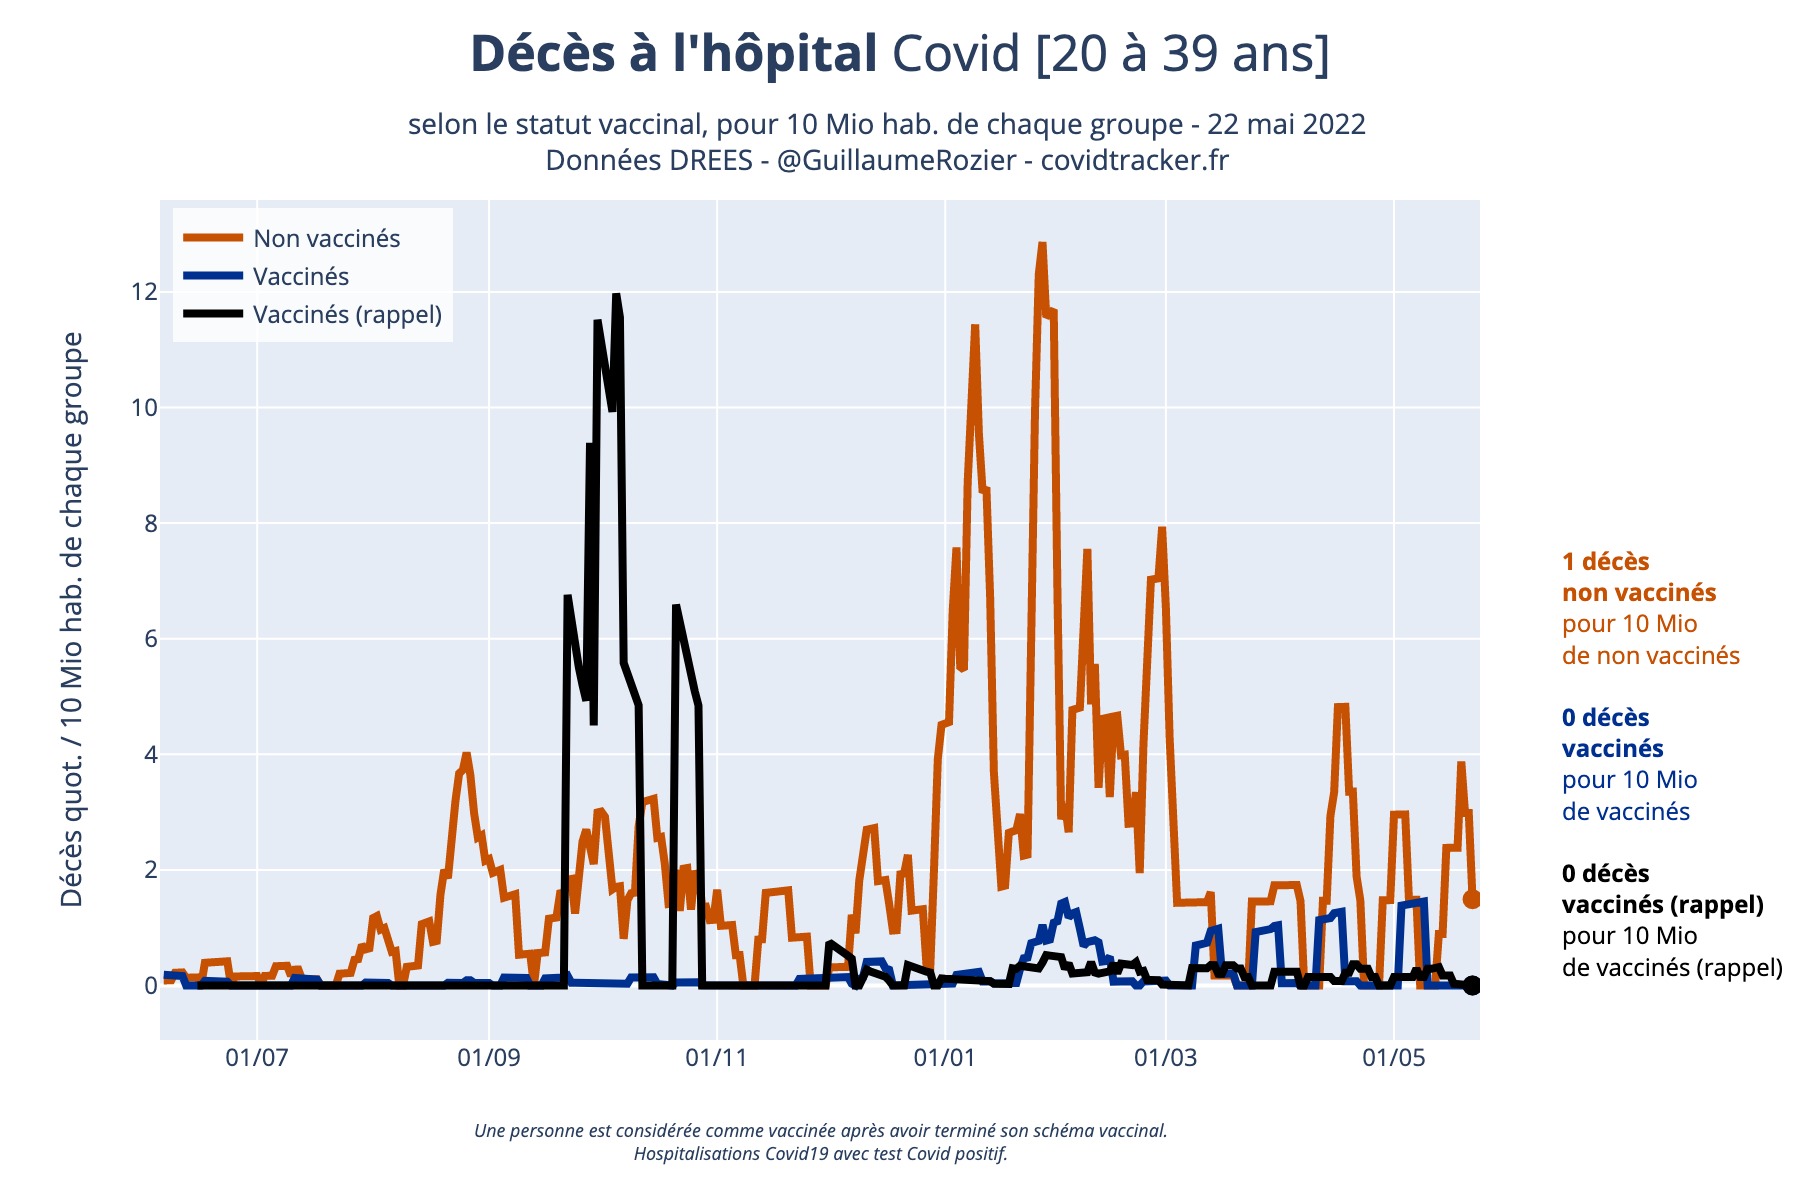 Décès à l'hôpital Covid [20 à 39 ans]
selon le statut vaccinal, pour 10 Mio hab. de chaque groupe - 22 mai 2022
Données DREES - @GuillaumeRozier - covidtracker.fr
Non vaccinés
Vaccinés
Vaccinés (rappel)
Décès quot. / 10 Mio hab. de chaque groupe
12
10
8
6
4
2
0
01/07
01/09
01/11
01/01
01/03
01/05
1 décès
non vaccinés
pour 10 Mio
de non vaccinés
0 décès
vaccinés
pour 10 Mio
de vaccinés
0 décès
vaccinés (rappel)
pour 10 Mio
de vaccinés (rappel)
Une personne est considérée comme vaccinée après avoir terminé son schéma vaccinal.
Hospitalisations Covid19 avec test Covid positif.